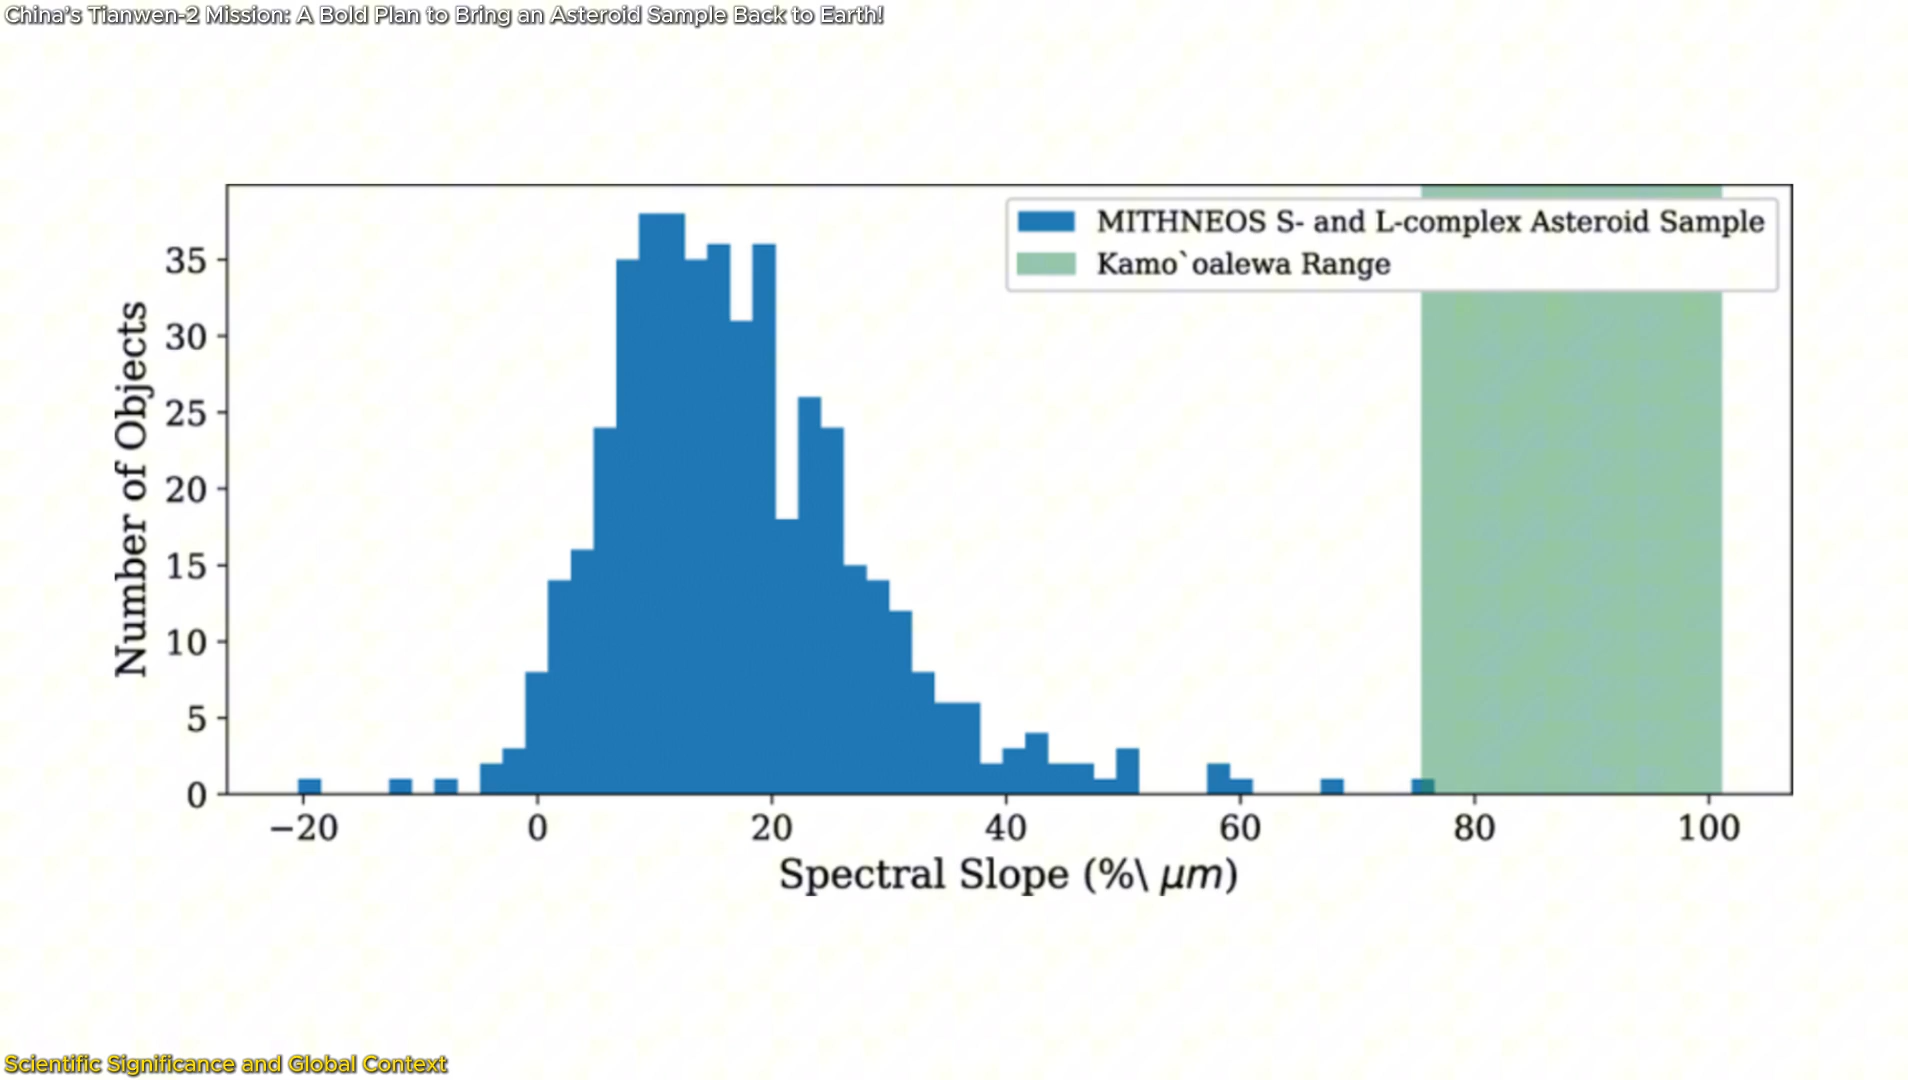 China's Tianwen-2 Mission: A Bold Plan to Bring an Asteroid Sample Back to Earth!
MITHNEOS S- and L-complex Asteroid Sample
Kamo`oalewa Range
Number of Objects
35
30
25
20
15
10
5
0
−20 0 20 40 60 80 100
Spectral Slope (%\ μm)
Scientific Significance and Global Context